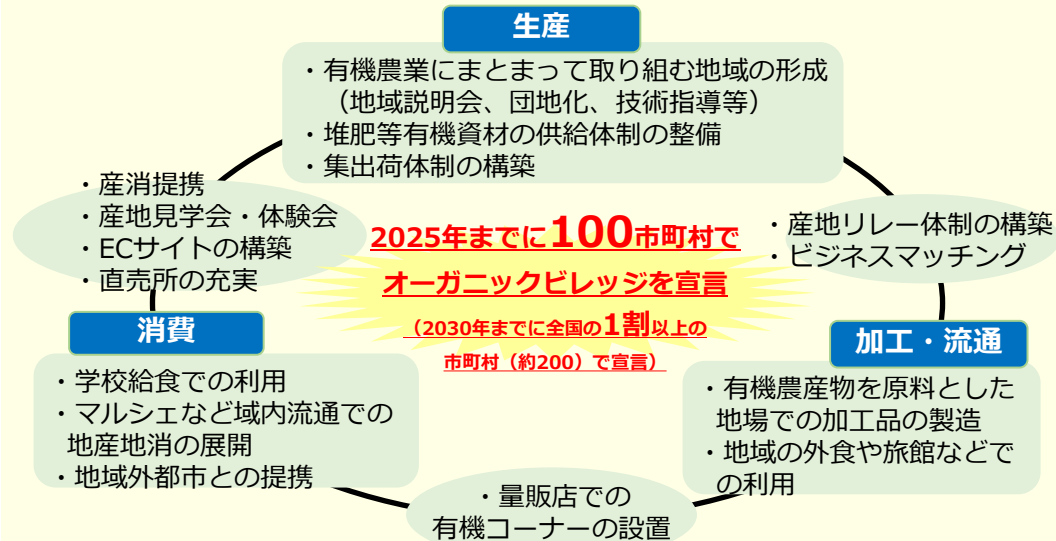 生産
・有機農業にまとまって取り組む地域の形成
（地域説明会、団地化、技術指導等）
・堆肥等有機資材の供給体制の整備
・集出荷体制の構築
・産消提携
・産地見学会・体験会
・ECサイトの構築
・直売所の充実
2025年までに100市町村で
オーガニックビレッジを宣言
（2030年までに全国の1割以上の
市町村（約200）で宣言）
・産地リレー体制の構築
・ビジネスマッチング
消費
・学校給食での利用
・マルシェなど域内流通での
地産地消の展開
・地域外都市との提携
加工・流通
・有機農産物を原料とした
地場での加工品の製造
・地域の外食や旅館などで
の利用
・量販店での
有機コーナーの設置